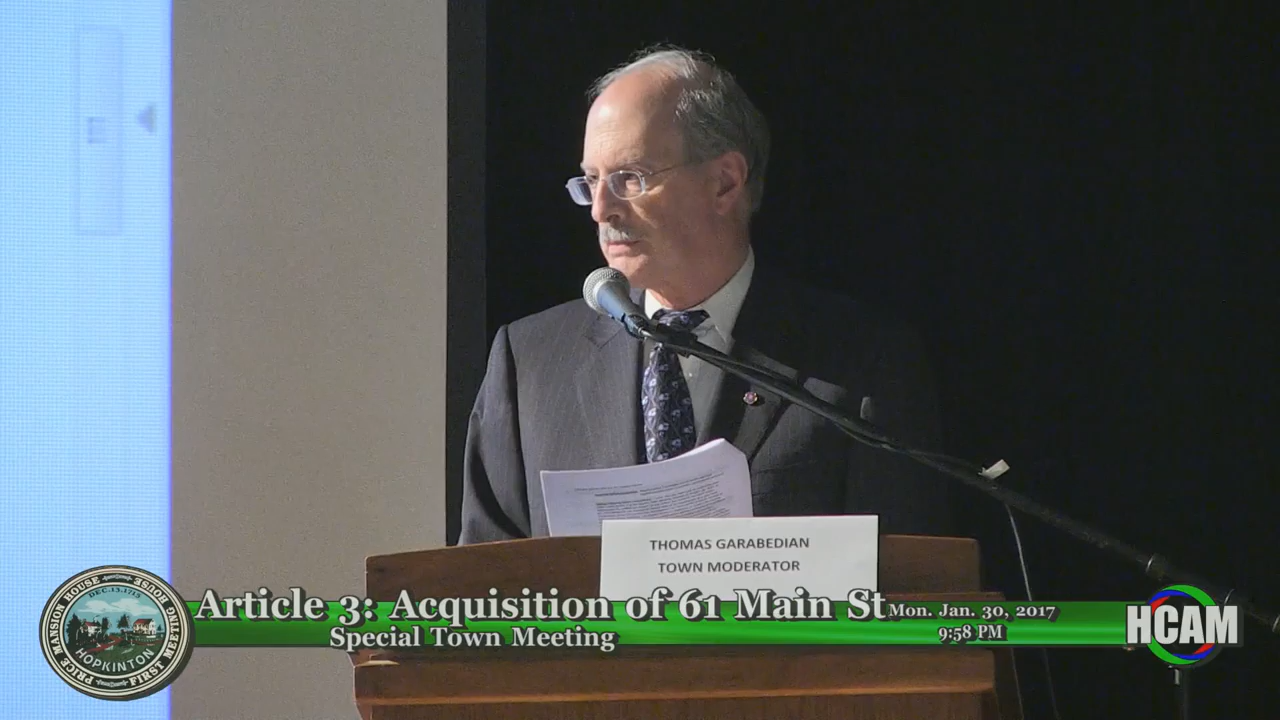 THOMAS GARABEDIAN
TOWN MODERATOR
Article 3: Acquisition of 61 Main St
Mon. Jan. 30, 2017
Special Town Meeting
9:58 PM
PRICE MANSION HOUSE
FIRST MEETING HOUSE
DEC.13.1715
HOPKINTON
HCAM